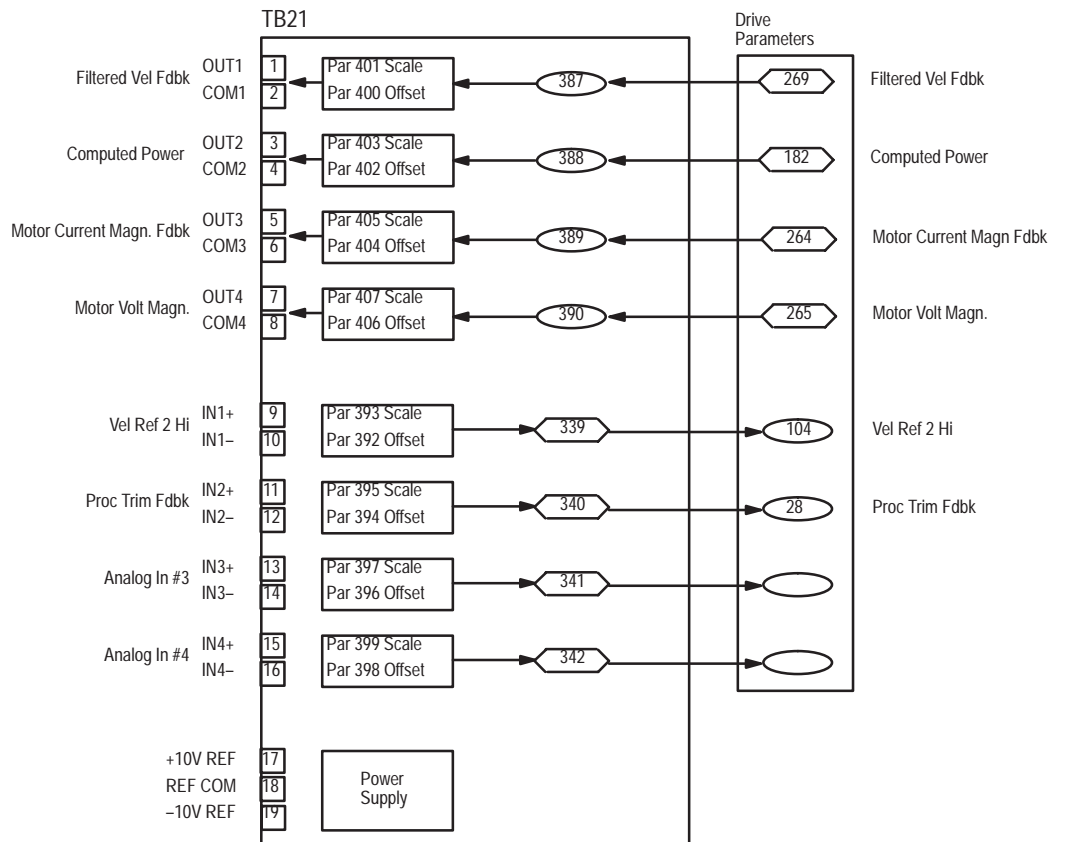 TB21
Drive
Parameters
Filtered Vel Fdbk
OUT1
COM1
1
2
Par 401 Scale
Par 400 Offset
387
269
Filtered Vel Fdbk
Computed Power
OUT2
COM2
3
4
Par 403 Scale
Par 402 Offset
388
182
Computed Power
Motor Current Magn. Fdbk
OUT3
COM3
5
6
Par 405 Scale
Par 404 Offset
389
264
Motor Current Magn Fdbk
Motor Volt Magn.
OUT4
COM4
7
8
Par 407 Scale
Par 406 Offset
390
265
Motor Volt Magn.
Vel Ref 2 Hi
IN1+
IN1–
9
10
Par 393 Scale
Par 392 Offset
339
104
Vel Ref 2 Hi
Proc Trim Fdbk
IN2+
IN2–
11
12
Par 395 Scale
Par 394 Offset
340
28
Proc Trim Fdbk
Analog In #3
IN3+
IN3–
13
14
Par 397 Scale
Par 396 Offset
341
Analog In #4
IN4+
IN4–
15
16
Par 399 Scale
Par 398 Offset
342
+10V REF
REF COM
–10V REF
17
18
19
Power
Supply